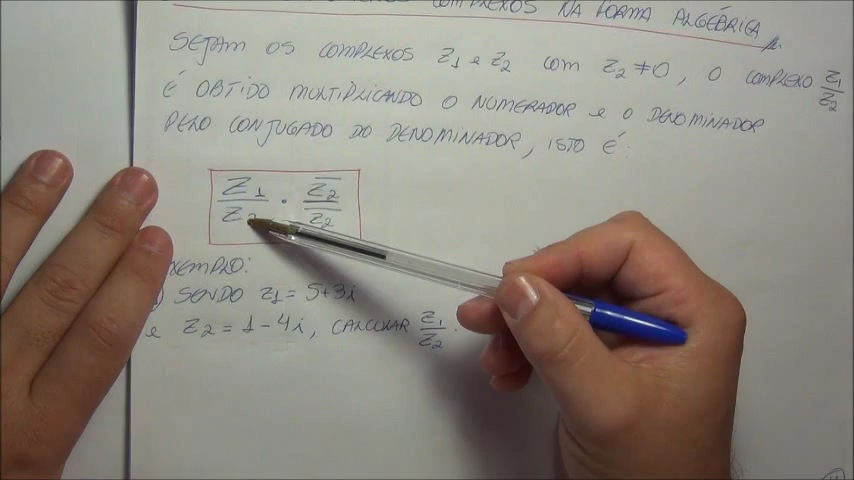 COMPLEXOS NA FORMA ALGÉBRICA
SEJAM OS COMPLEXOS Z1 e Z2 COM Z2 ≠ 0, O COMPLEXO Z1/Z2
É OBTIDO MULTIPLICANDO O NUMERADOR e O DENOMINADOR
PELO CONJUGADO DO DENOMINADOR, ISTO É:
Z1/Z2 · Z̅2/Z̅2
EXEMPLO:
SENDO Z1 = 5+3i
e Z2 = 1-4i, CALCULAR Z1/Z2.